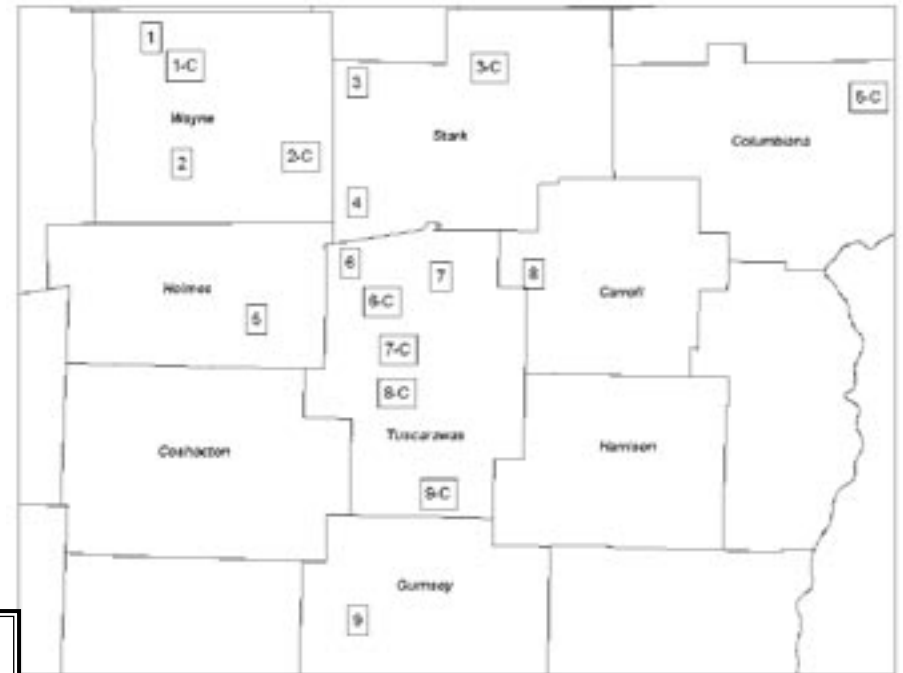 1
1-C
3-C
3
5-C
Wayne
Stark
Columbiana
2-C
2
4
6
7
8
Holmes
6-C
Carroll
5
7-C
8-C
Tuscarawas
Coshocton
Harrison
9-C
Guernsey
9